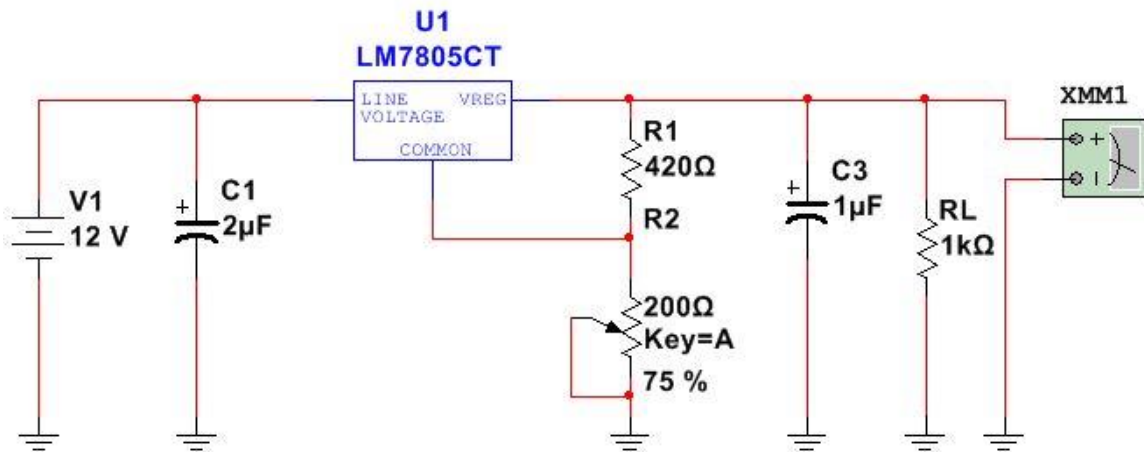 U1
LM7805CT
LINE VREG
VOLTAGE
COMMON
XMM1
+
−
V1
12 V
+
C1
2µF
R1
420Ω
R2
200Ω
Key=A
75 %
+
C3
1µF
RL
1kΩ